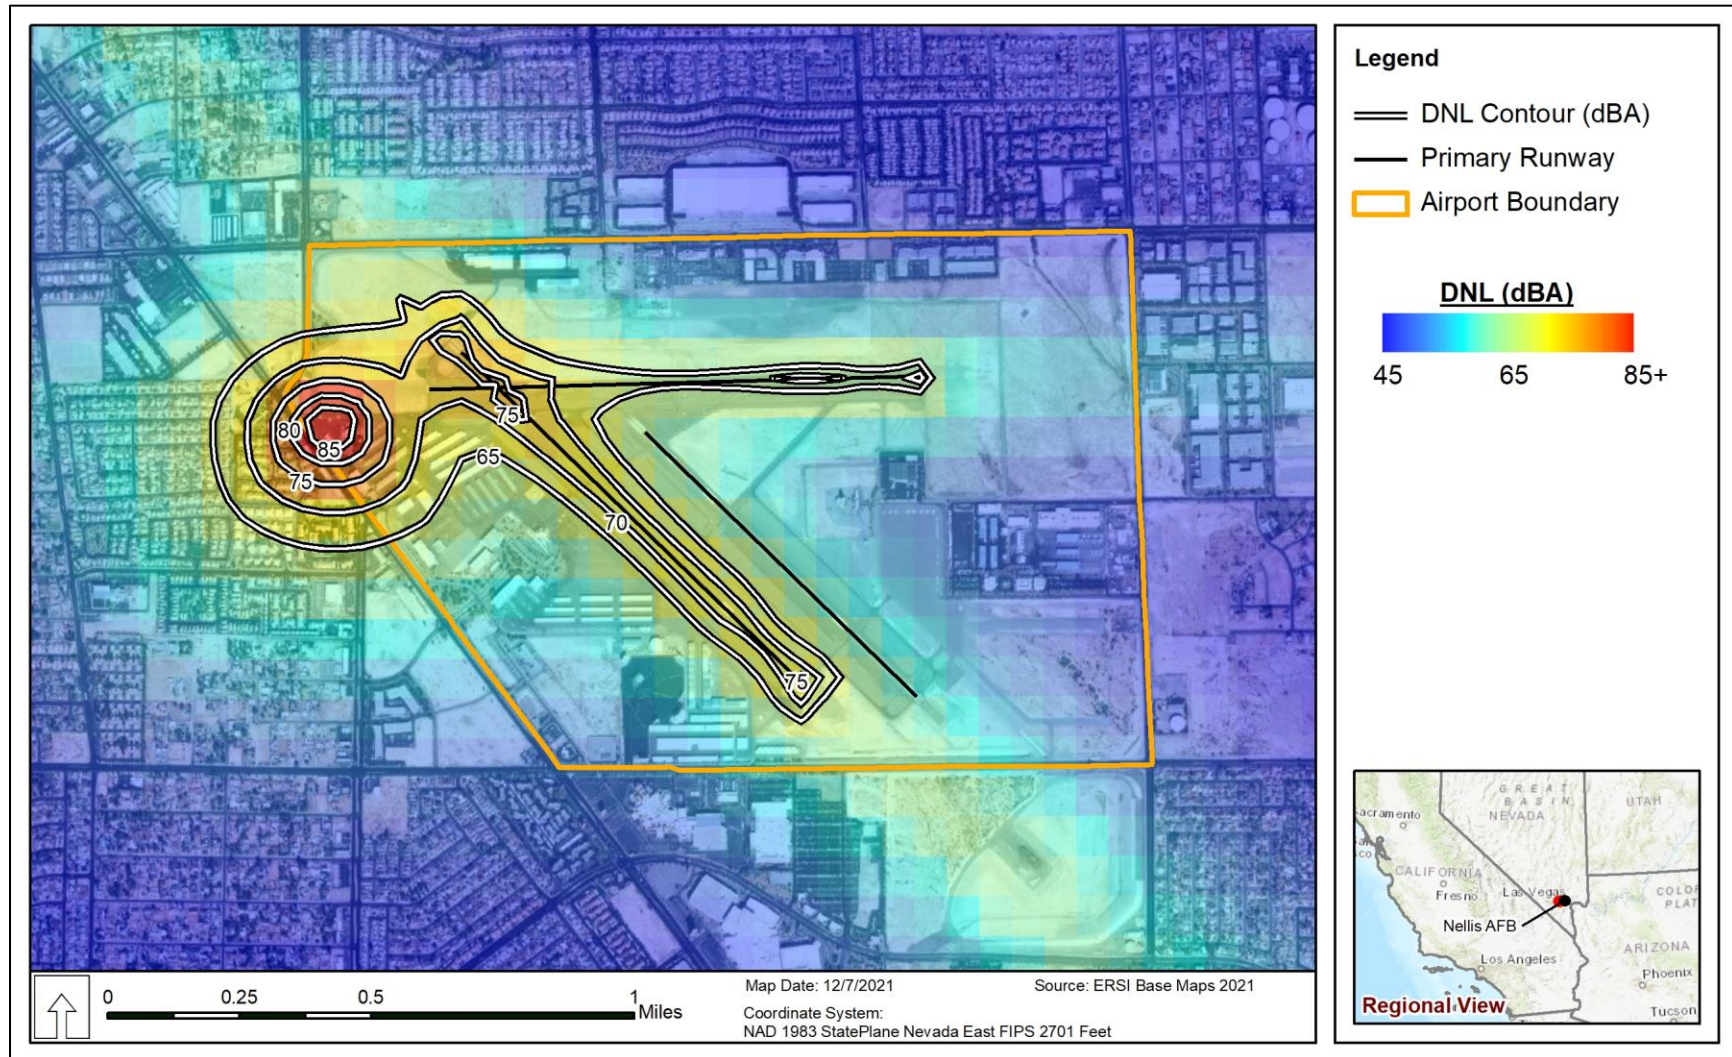 80
85
75
75
65
70
75
0
0.25
0.5
1
Miles
Map Date: 12/7/2021
Source: ERSI Base Maps 2021
Coordinate System:
NAD 1983 StatePlane Nevada East FIPS 2701 Feet
Legend
DNL Contour (dBA)
Primary Runway
Airport Boundary
DNL (dBA)
45
65
85+
GREAT
BASIN
UTAH
acramento
NEVADA
co
CALIFORNIA
Fresno
Las Vegas
COLOR
PLAT
Nellis AFB
ARIZONA
Los Angeles
Phoenix
Regional View
Tucson